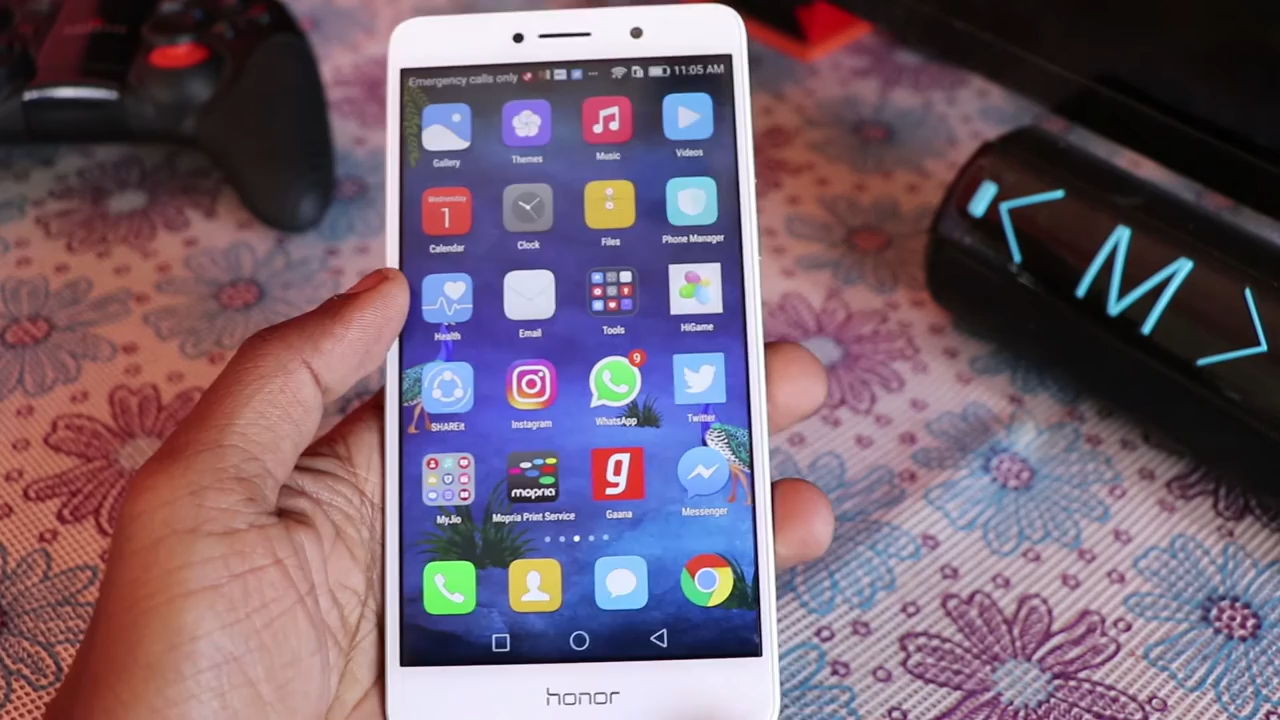 Emergency calls only 11:05 AM
Gallery Themes Music Videos
Wednesday
1
Calendar Clock Files Phone Manager
Health Email Tools HiGame
9
SHAREit Instagram WhatsApp Twitter
mopria g
MyJio Mopria Print Service Gaana Messenger
honor
< M >